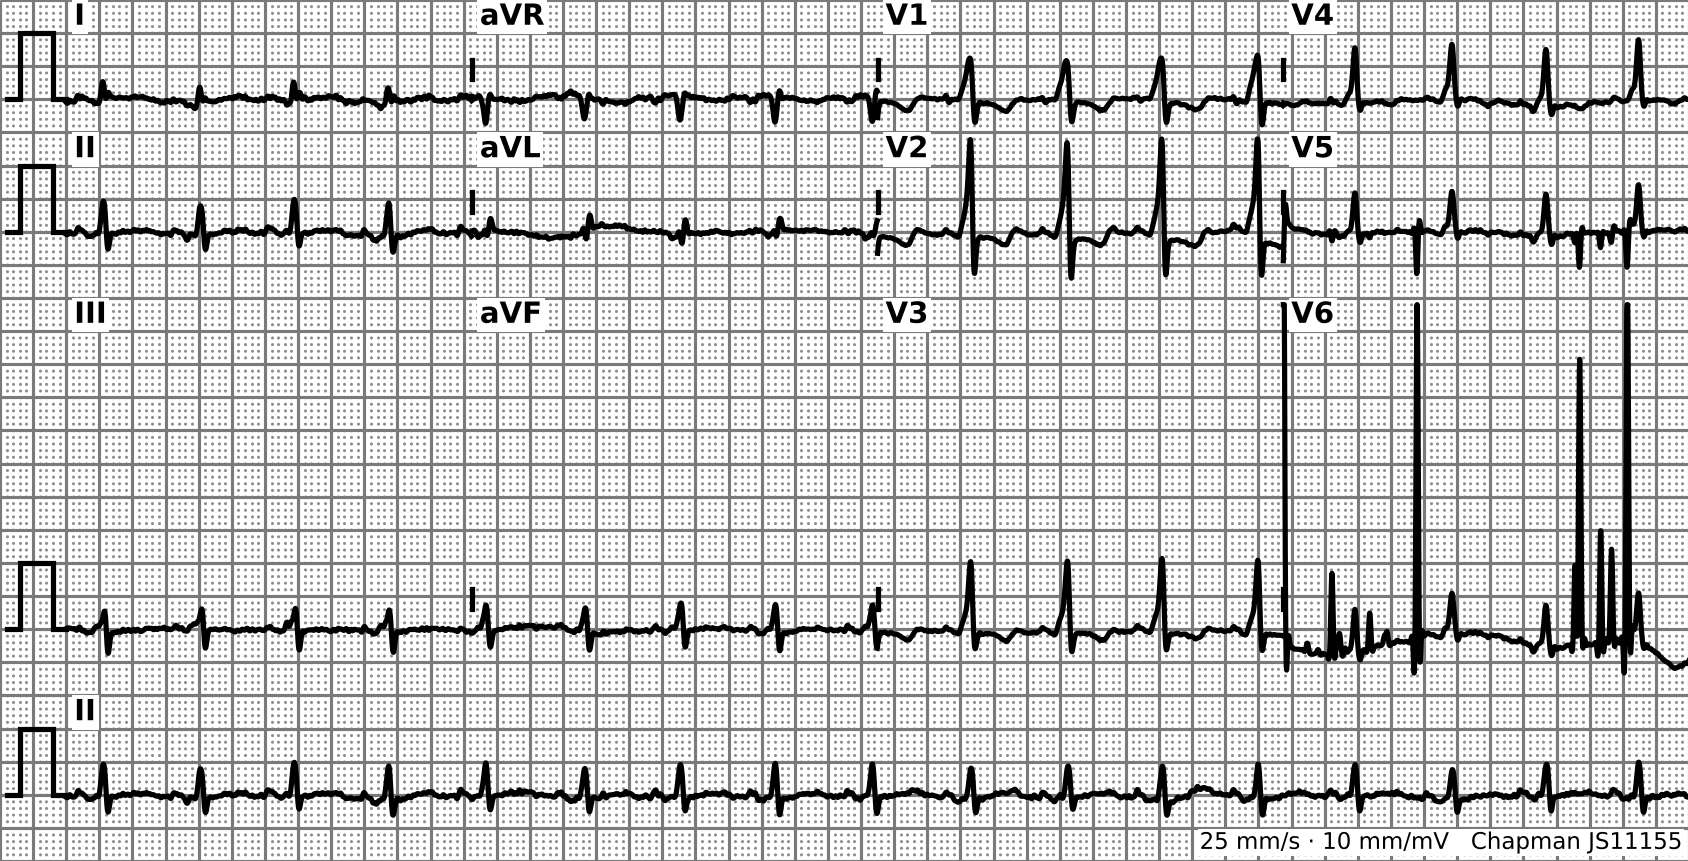 I aVR V1 V4
II aVL V2 V5
III aVF V3 V6
II
25 mm/s · 10 mm/mV Chapman JS11155